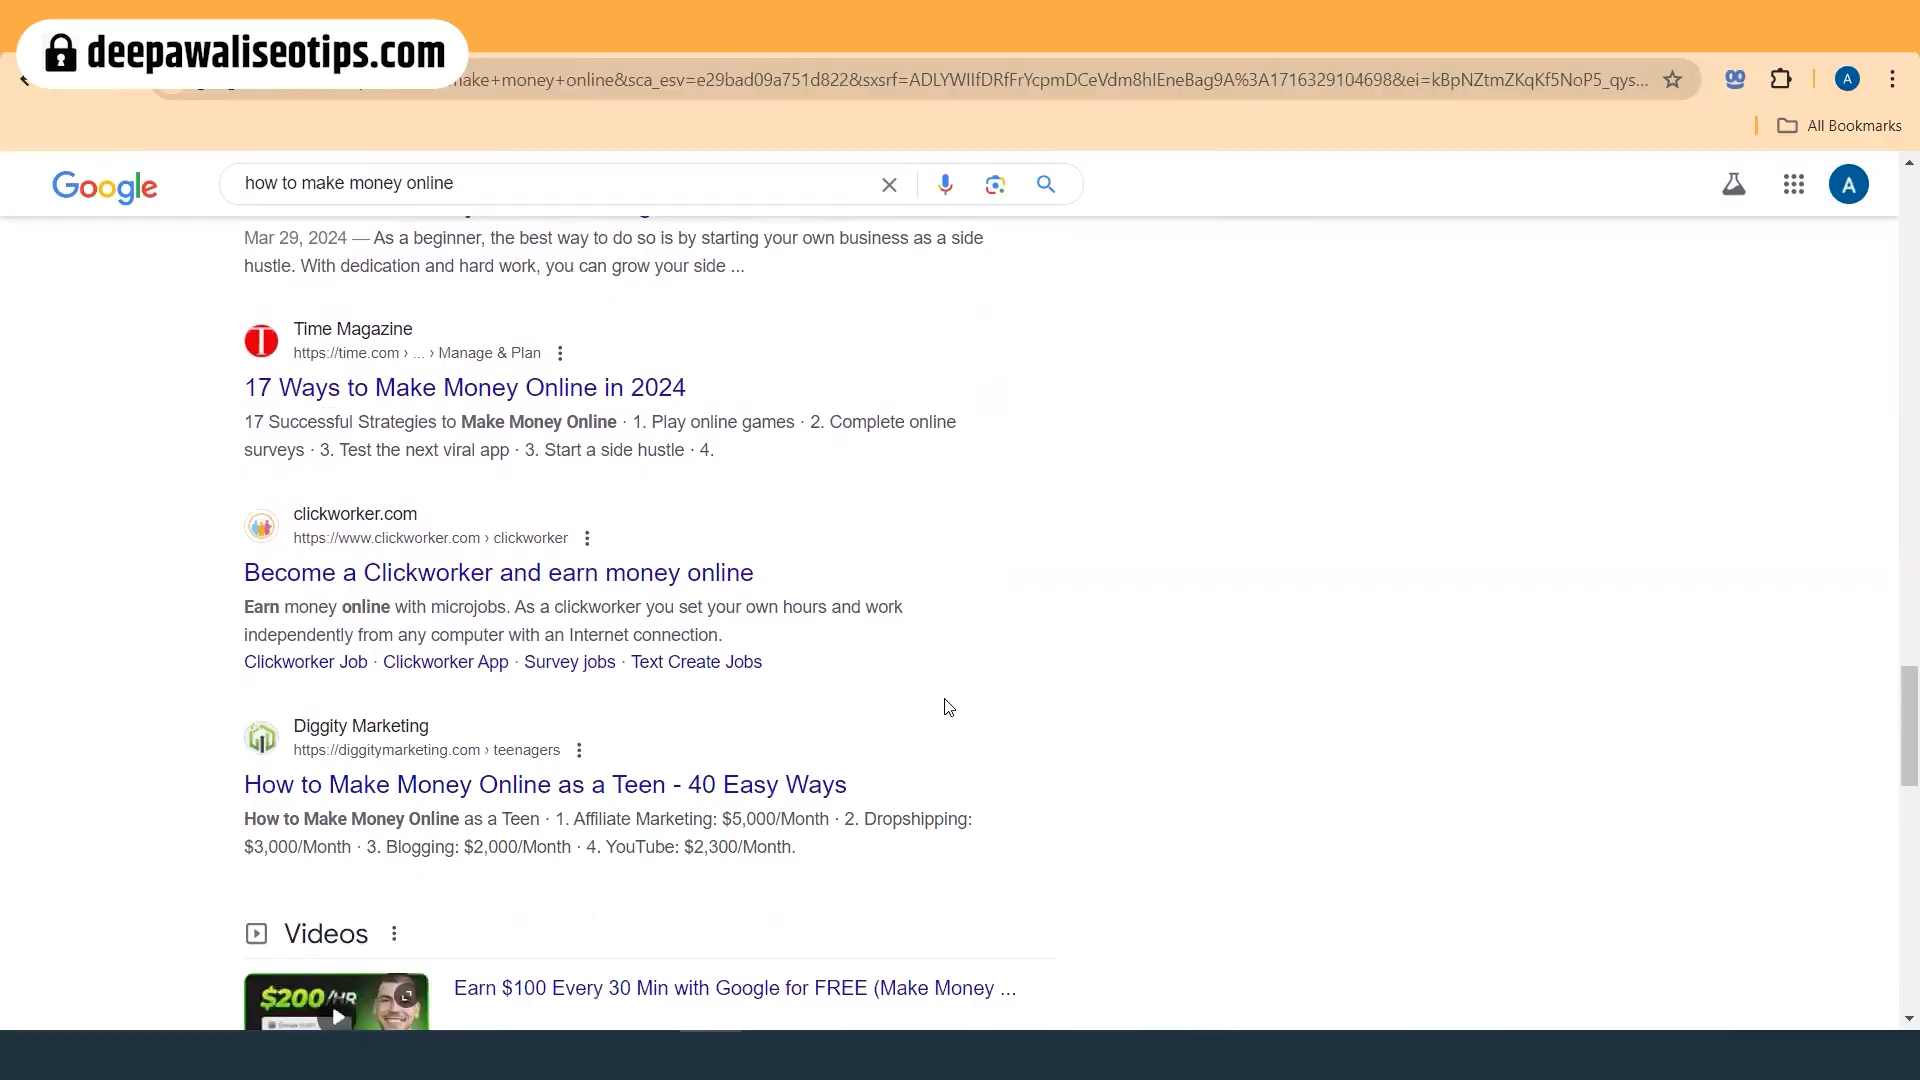 deepawaliseotips.com
ake+money+online&sca_esv=e29bad09a751d822&sxsrf=ADLYWIIfDRfFrYcpmDCeVdm8hIEneBag9A%3A1716329104698&ei=kBpNZtmZKqKf5NoP5_qys...
A
All Bookmarks
Google
how to make money online
A
Mar 29, 2024 — As a beginner, the best way to do so is by starting your own business as a side
hustle. With dedication and hard work, you can grow your side ...
Time Magazine
https://time.com › ... › Manage & Plan
17 Ways to Make Money Online in 2024
17 Successful Strategies to Make Money Online · 1. Play online games · 2. Complete online
surveys · 3. Test the next viral app · 3. Start a side hustle · 4.
clickworker.com
https://www.clickworker.com › clickworker
Become a Clickworker and earn money online
Earn money online with microjobs. As a clickworker you set your own hours and work
independently from any computer with an Internet connection.
Clickworker Job · Clickworker App · Survey jobs · Text Create Jobs
Diggity Marketing
https://diggitymarketing.com › teenagers
How to Make Money Online as a Teen - 40 Easy Ways
How to Make Money Online as a Teen · 1. Affiliate Marketing: $5,000/Month · 2. Dropshipping:
$3,000/Month · 3. Blogging: $2,000/Month · 4. YouTube: $2,300/Month.
Videos
$200/HR
Earn $100 Every 30 Min with Google for FREE (Make Money ...